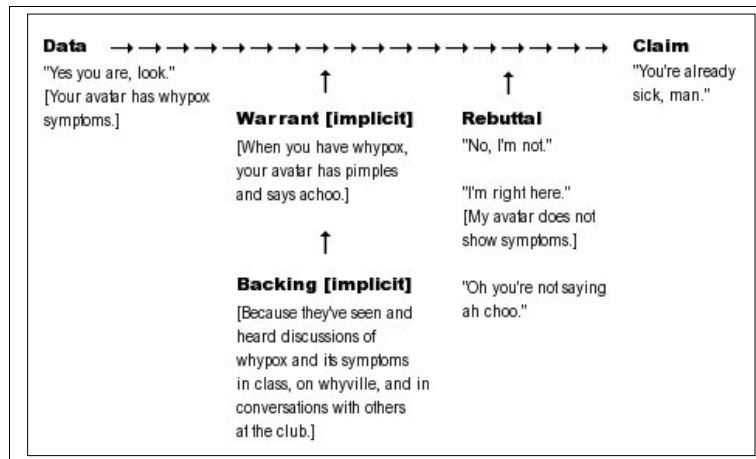 Data
"Yes you are, look."
[Your avatar has whypox
symptoms.]
Claim
"You're already
sick, man."
Warrant [implicit]
[When you have whypox,
your avatar has pimples
and says achoo.]
Rebuttal
"No, I'm not."
"I'm right here."
[My avatar does not
show symptoms.]
"Oh you're not saying
ah choo."
Backing [implicit]
[Because they've seen and
heard discussions of
whypox and its symptoms
in class, on whyville, and in
conversations with others
at the club.]